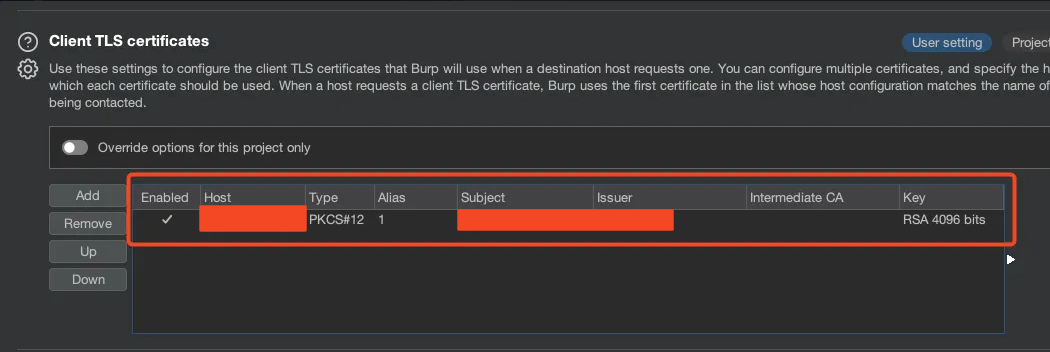 Client TLS certificates
User setting
Project
Use these settings to configure the client TLS certificates that Burp will use when a destination host requests one. You can configure multiple certificates, and specify the h
which each certificate should be used. When a host requests a client TLS certificate, Burp uses the first certificate in the list whose host configuration matches the name of
being contacted.
Override options for this project only
Add
Remove
Up
Down
Enabled Host Type Alias Subject Issuer Intermediate CA Key
PKCS#12 1 RSA 4096 bits